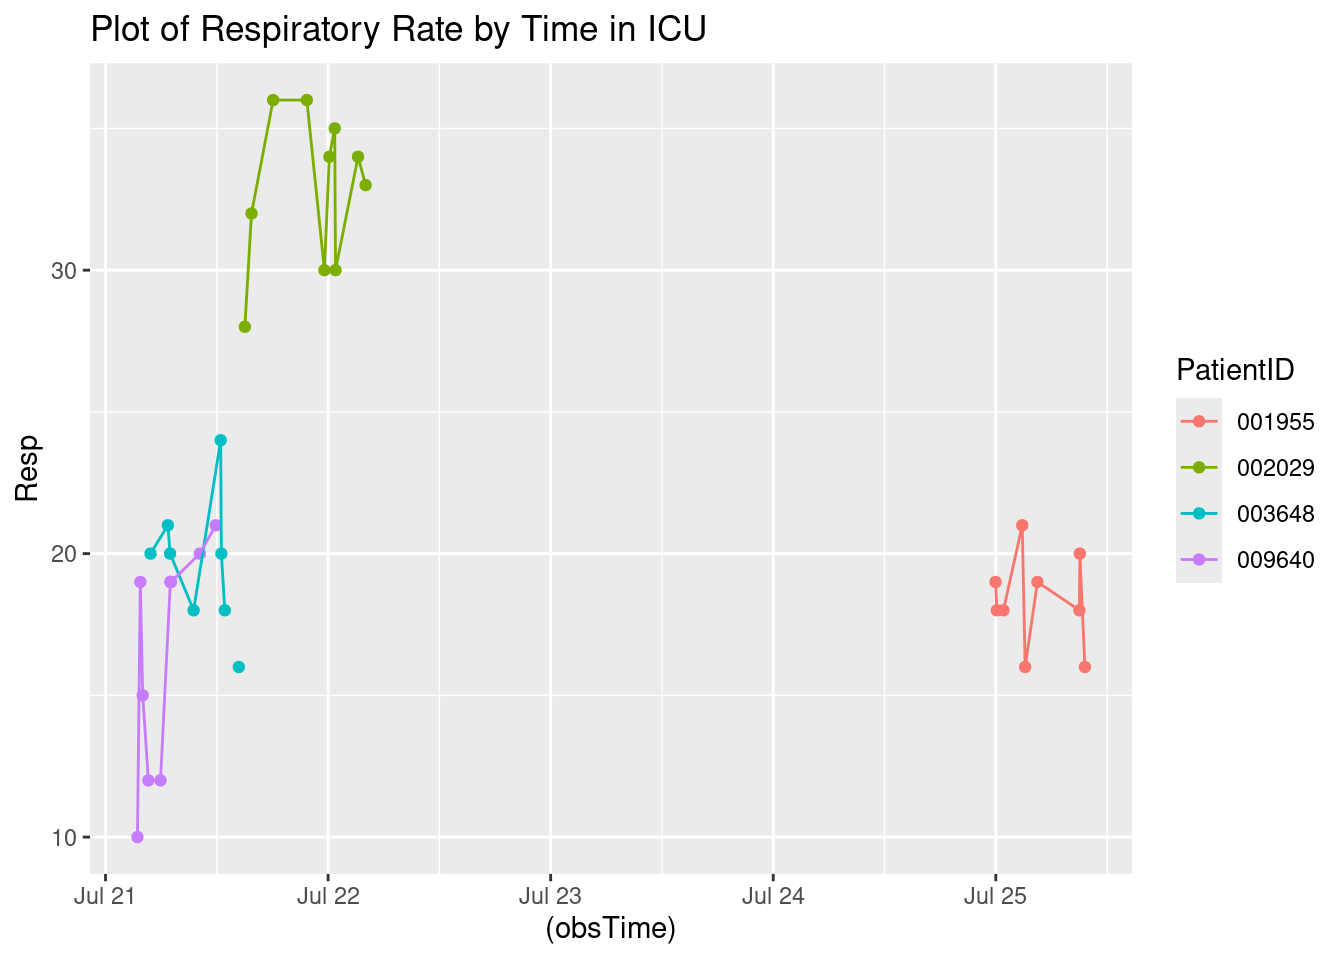 Plot of Respiratory Rate by Time in ICU
Resp
30
20
10
Jul 21 Jul 22 Jul 23 Jul 24 Jul 25
(obsTime)
PatientID
001955
002029
003648
009640